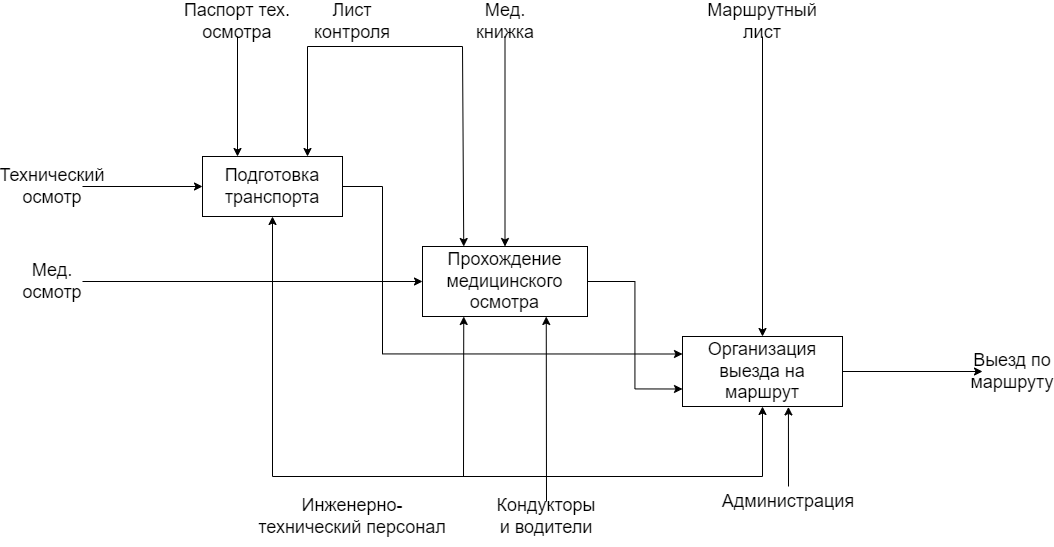 Паспорт тех.
осмотра
Лист
контроля
Мед.
книжка
Маршрутный
лист
Технический
осмотр
Подготовка
транспорта
Мед.
осмотр
Прохождение
медицинского
осмотра
Организация
выезда на
маршрут
Выезд по
маршруту
Инженерно-
технический персонал
Кондукторы
и водители
Администрация